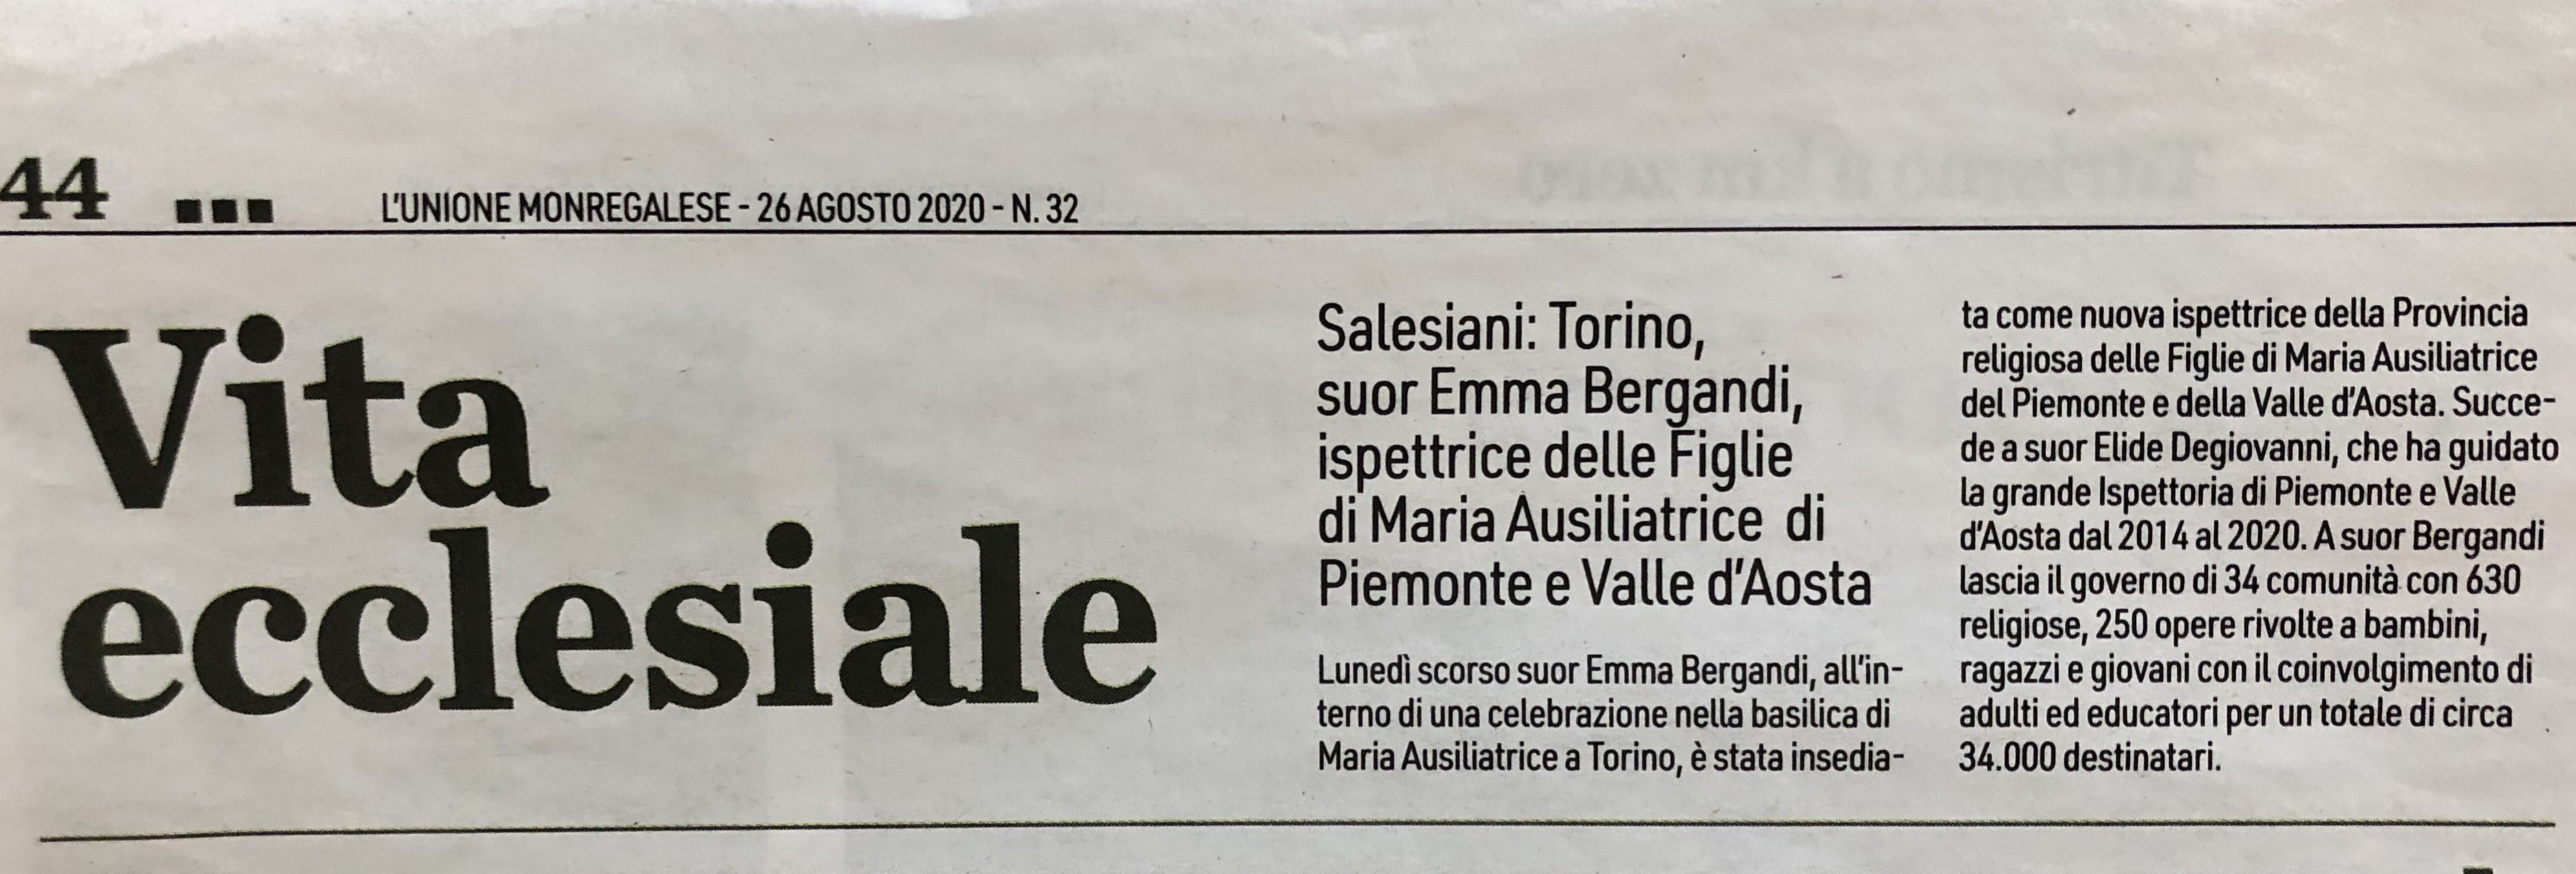 44
L'UNIONE MONREGALESE - 26 AGOSTO 2020 - N. 32
Vita
ecclesiale
Salesiani: Torino,
suor Emma Bergandi,
ispettrice delle Figlie
di Maria Ausiliatrice di
Piemonte e Valle d'Aosta
Lunedì scorso suor Emma Bergandi, all'in-
terno di una celebrazione nella basilica di
Maria Ausiliatrice a Torino, è stata insedia-
ta come nuova ispettrice della Provincia
religiosa delle Figlie di Maria Ausiliatrice
del Piemonte e della Valle d'Aosta. Succe-
de a suor Elide Degiovanni, che ha guidato
la grande Ispettoria di Piemonte e Valle
d'Aosta dal 2014 al 2020. A suor Bergandi
lascia il governo di 34 comunità con 630
religiose, 250 opere rivolte a bambini,
ragazzi e giovani con il coinvolgimento di
adulti ed educatori per un totale di circa
34.000 destinatari.